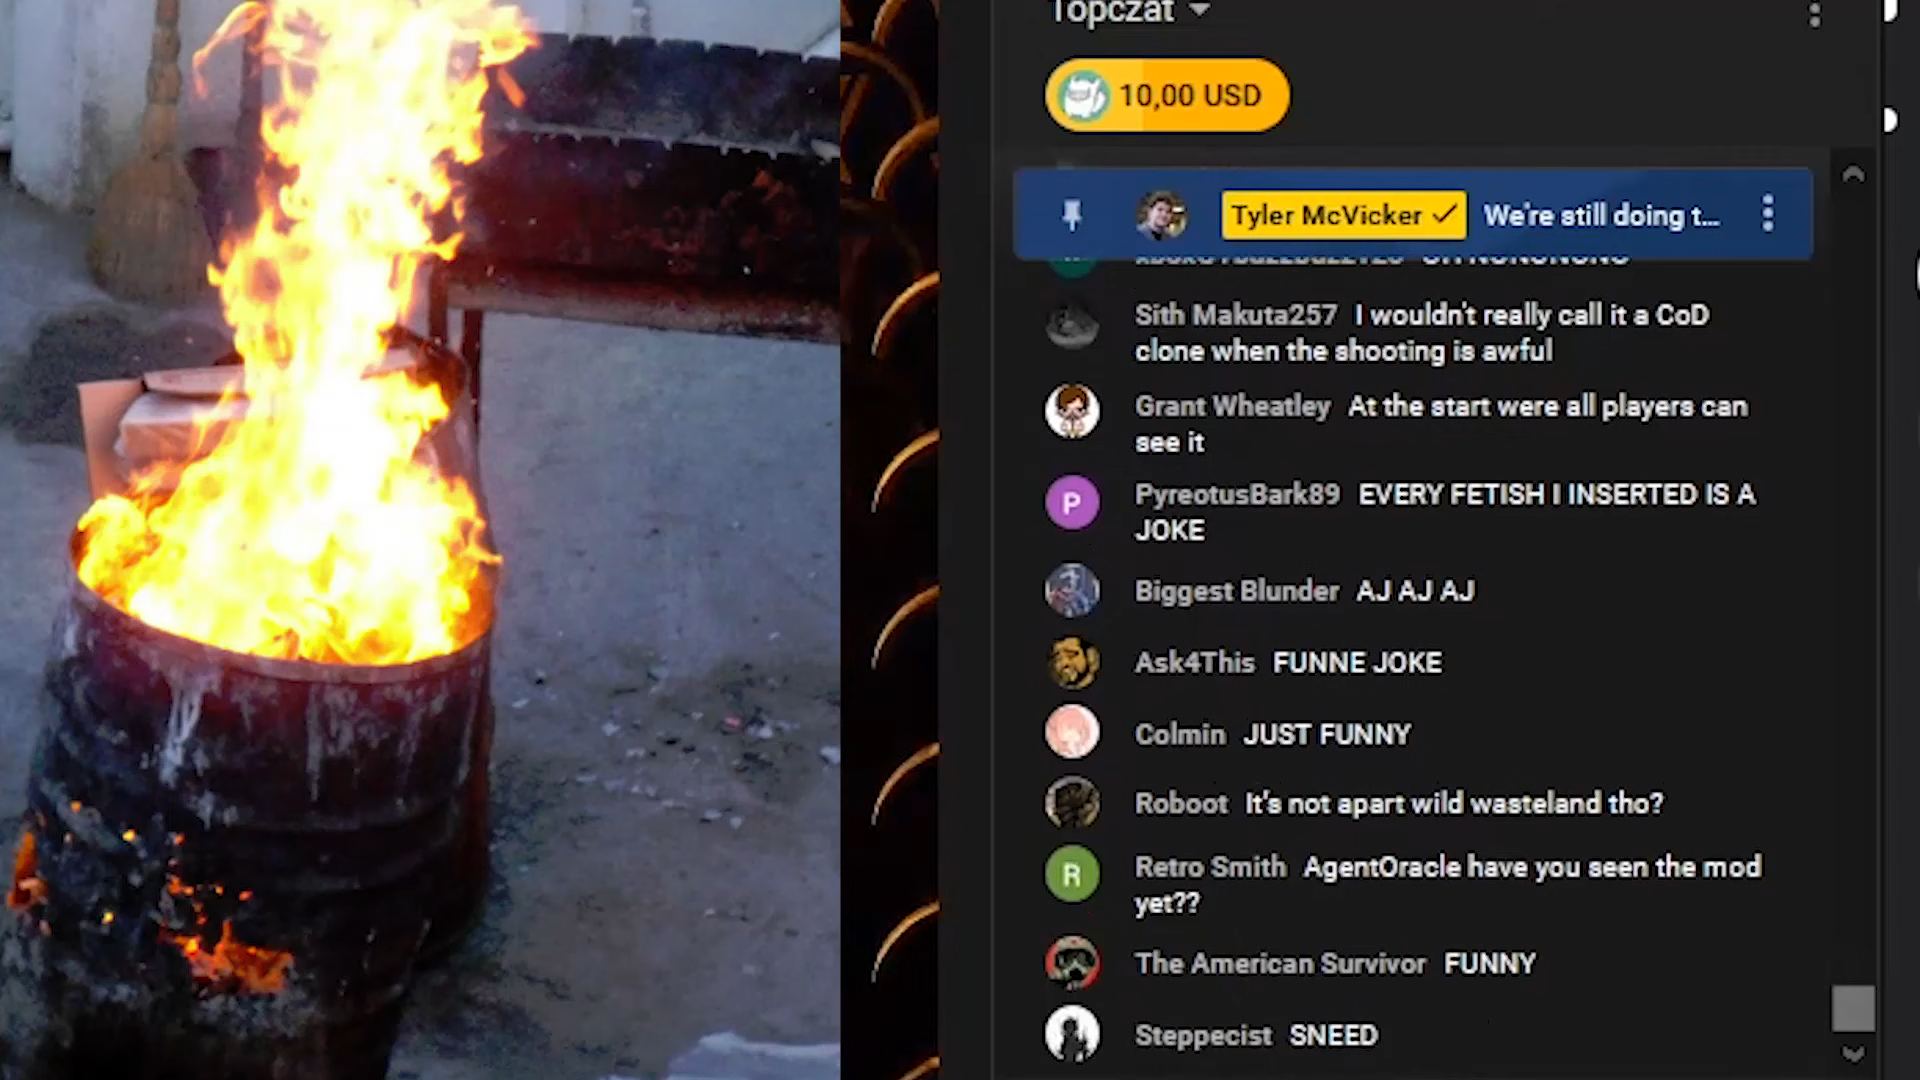 Topczat
10,00 USD
Tyler McVicker We're still doing t...
Sith Makuta257 I wouldn't really call it a CoD
clone when the shooting is awful
Grant Wheatley At the start were all players can
see it
P PyreotusBark89 EVERY FETISH I INSERTED IS A
JOKE
Biggest Blunder AJ AJ AJ
Ask4This FUNNE JOKE
Colmin JUST FUNNY
Roboot It's not apart wild wasteland tho?
R Retro Smith AgentOracle have you seen the mod
yet??
The American Survivor FUNNY
Steppecist SNEED